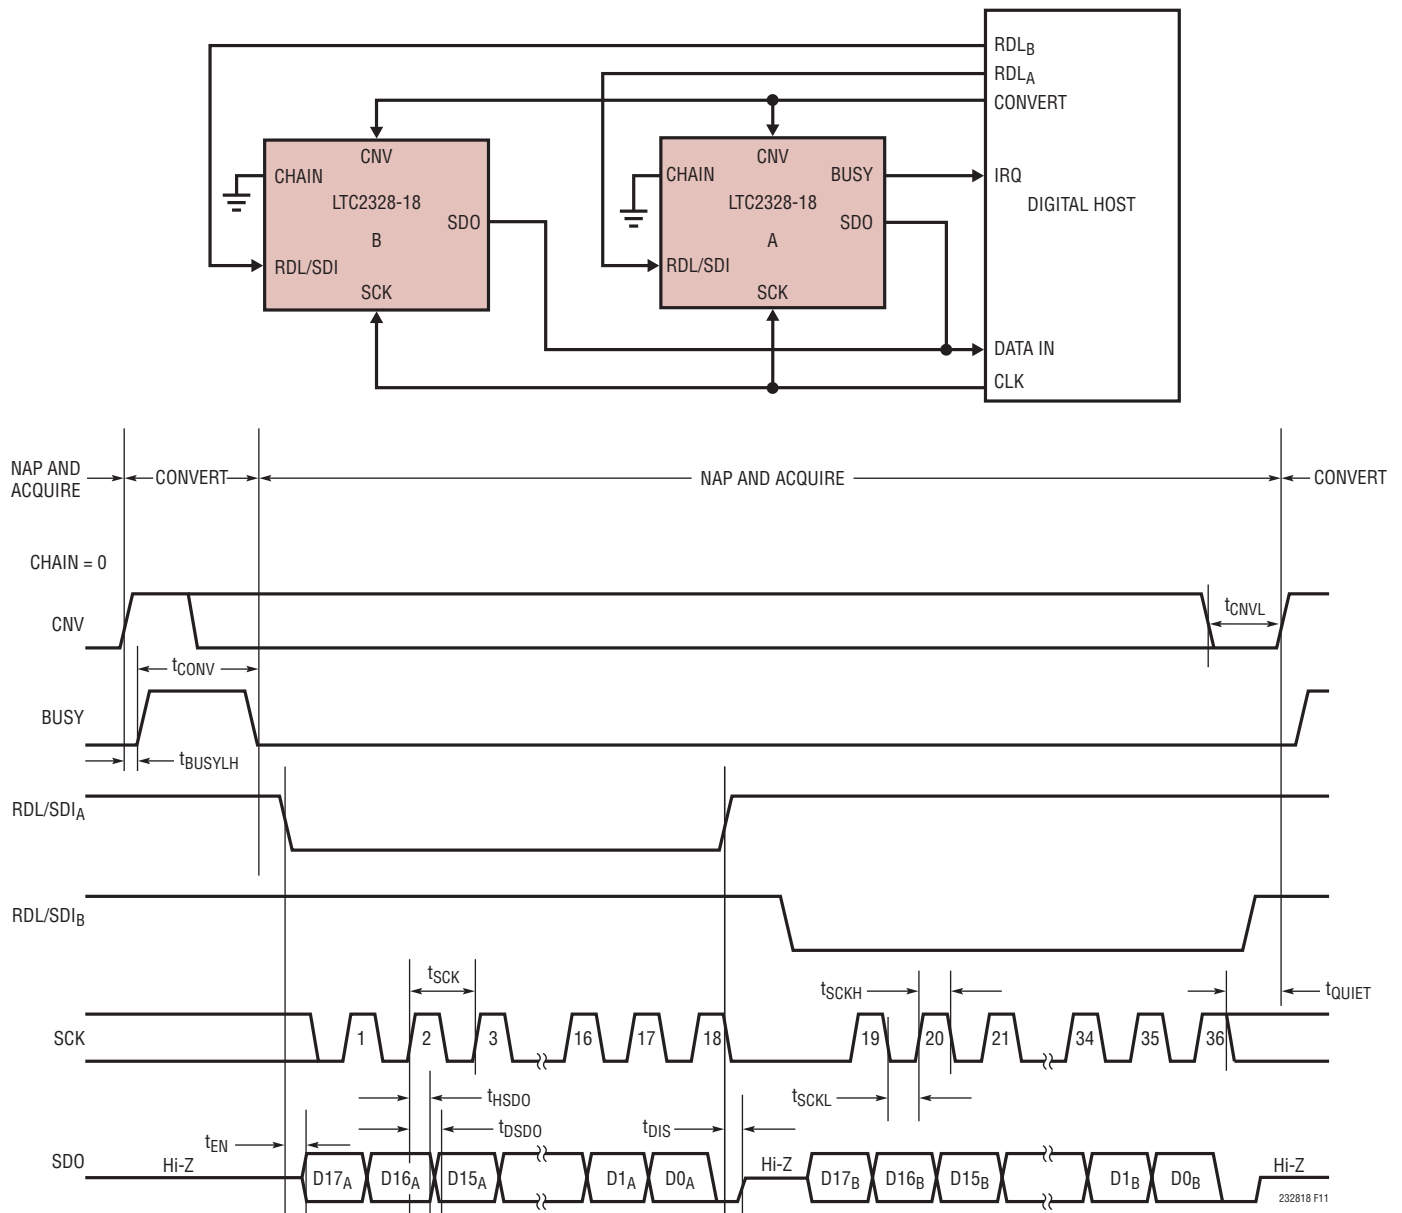 RDLB
RDLA
CONVERT
CNV
CNV
CHAIN
CHAIN
BUSY
IRQ
LTC2328-18
LTC2328-18
DIGITAL HOST
SDO
SDO
B
A
RDL/SDI
RDL/SDI
SCK
SCK
DATA IN
CLK
NAP AND
ACQUIRE
CONVERT
NAP AND ACQUIRE
CONVERT
CHAIN = 0
CNV
tCNVL
tCONV
BUSY
tBUSYLH
RDL/SDIA
RDL/SDIB
tSCK
tSCKH
tQUIET
SCK
1 2 3 16 17 18 19 20 21 34 35 36
tHSDO
tSCKL
tDSDO
tDIS
tEN
SDO
Hi-Z D17A D16A D15A D1A D0A Hi-Z D17B D16B D15B D1B D0B Hi-Z
232818 F11